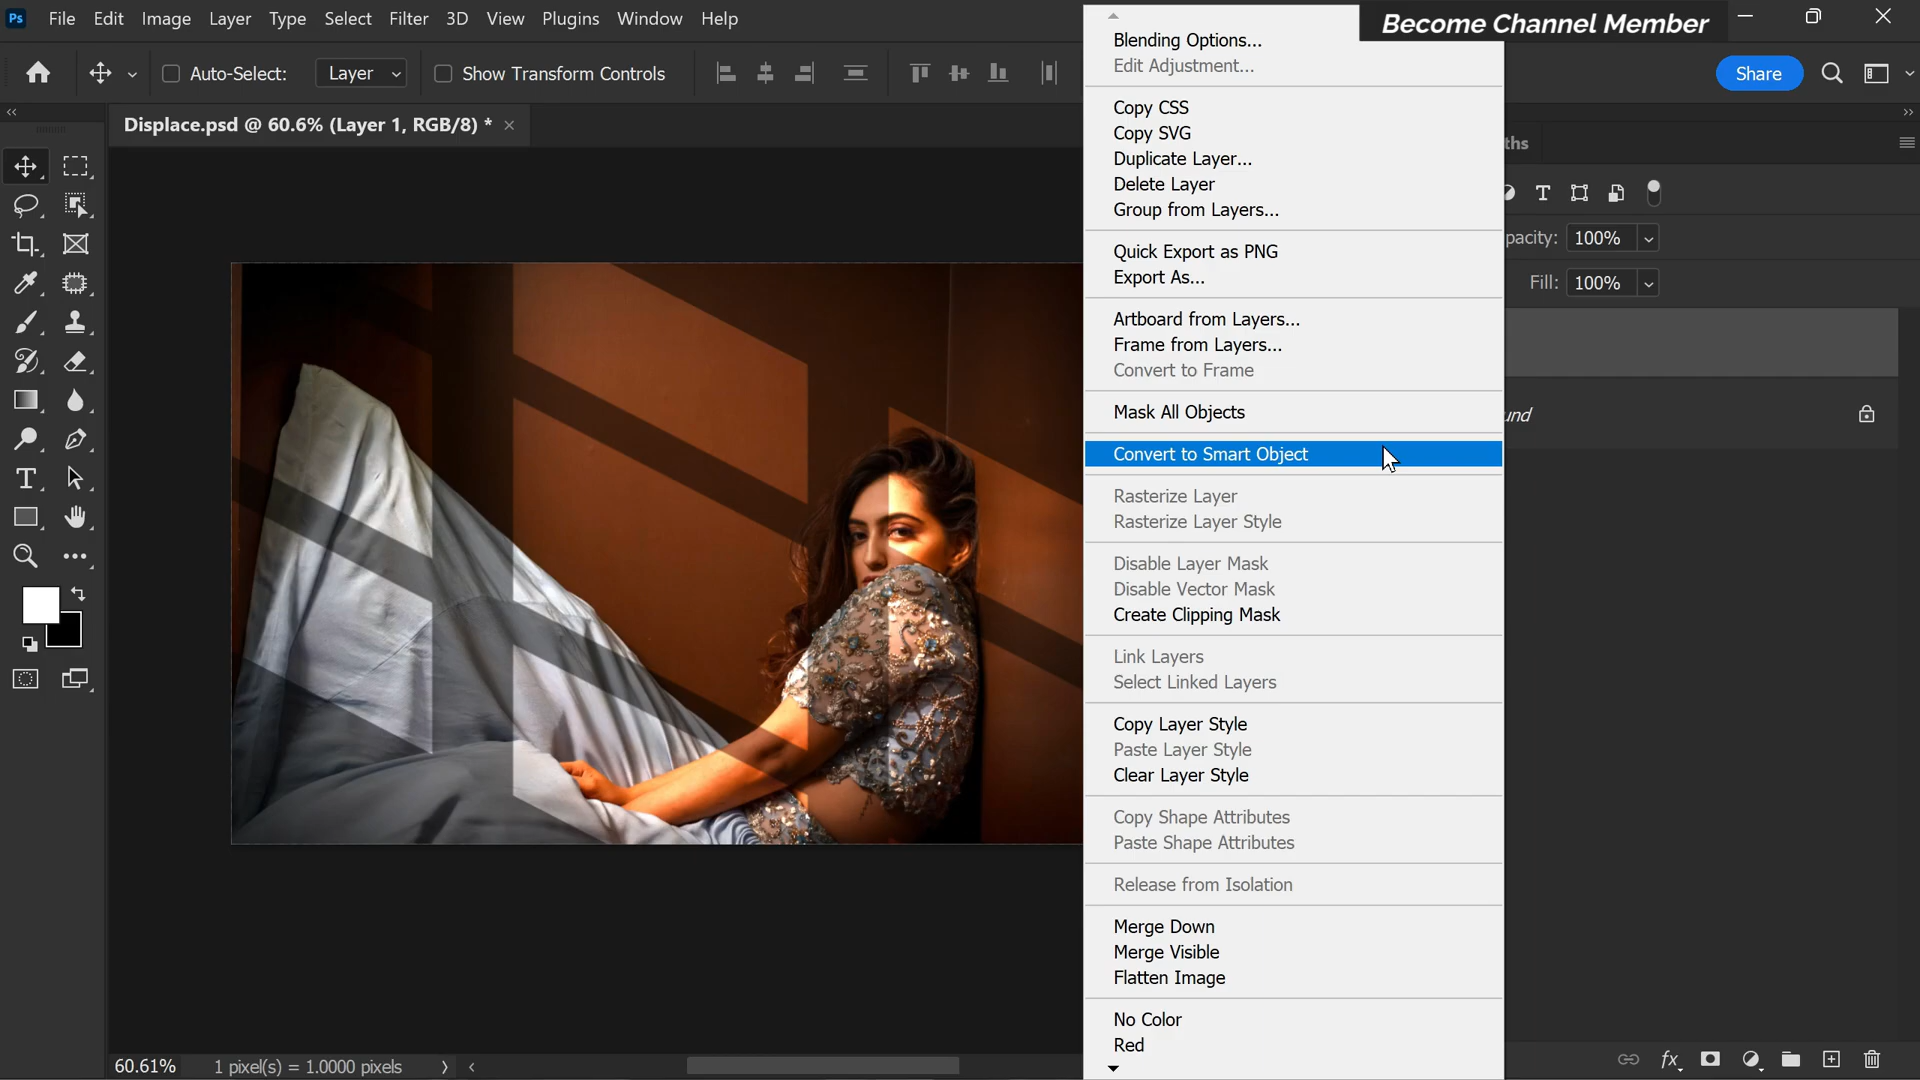 Ps File Edit Image Layer Type Select Filter 3D View Plugins Window Help
Become Channel Member
Auto-Select: Layer Show Transform Controls
Share
Displace.psd @ 60.6% (Layer 1, RGB/8) *
Blending Options...
Edit Adjustment...
Copy CSS
Copy SVG
Duplicate Layer...
Delete Layer
Group from Layers...
Quick Export as PNG
Export As...
Artboard from Layers...
Frame from Layers...
Convert to Frame
Mask All Objects
Convert to Smart Object
Rasterize Layer
Rasterize Layer Style
Disable Layer Mask
Disable Vector Mask
Create Clipping Mask
Link Layers
Select Linked Layers
Copy Layer Style
Paste Layer Style
Clear Layer Style
Copy Shape Attributes
Paste Shape Attributes
Release from Isolation
Merge Down
Merge Visible
Flatten Image
No Color
Red
ths
pacity: 100%
Fill: 100%
und
60.61% 1 pixel(s) = 1.0000 pixels